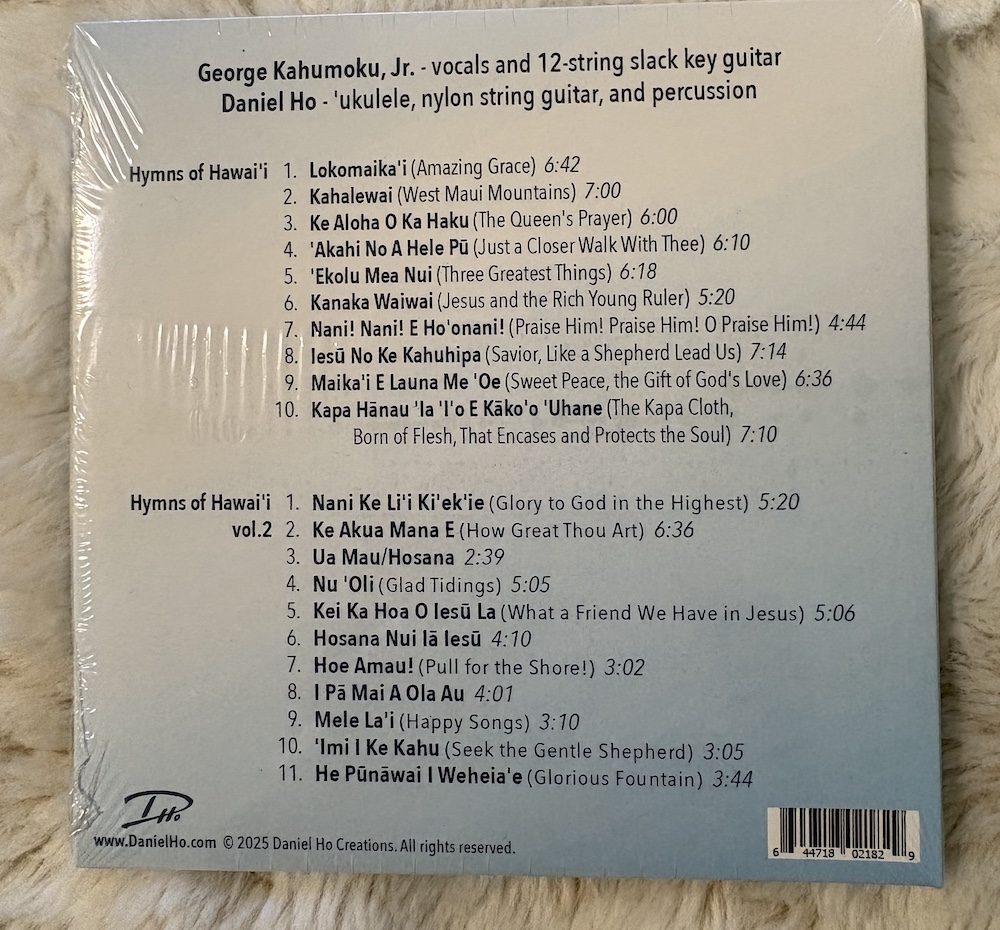 George Kahumoku, Jr. - vocals and 12-string slack key guitar
Daniel Ho - 'ukulele, nylon string guitar, and percussion
Hymns of Hawai'i 1. Lokomaika'i (Amazing Grace) 6:42
2. Kahalewai (West Maui Mountains) 7:00
3. Ke Aloha O Ka Haku (The Queen's Prayer) 6:00
4. 'Akahi No A Hele Pū (Just a Closer Walk With Thee) 6:10
5. 'Ekolu Mea Nui (Three Greatest Things) 6:18
6. Kanaka Waiwai (Jesus and the Rich Young Ruler) 5:20
7. Nani! Nani! E Ho'onani! (Praise Him! Praise Him! O Praise Him!) 4:44
8. Iesū No Ke Kahuhipa (Savior, Like a Shepherd Lead Us) 7:14
9. Maika'i E Launa Me 'Oe (Sweet Peace, the Gift of God's Love) 6:36
10. Kapa Hānau 'Ia 'I'o E Kāko'o 'Uhane (The Kapa Cloth,
Born of Flesh, That Encases and Protects the Soul) 7:10
Hymns of Hawai'i 1. Nani Ke Li'i Ki'ek'ie (Glory to God in the Highest) 5:20
vol.2 2. Ke Akua Mana E (How Great Thou Art) 6:36
3. Ua Mau/Hosana 2:39
4. Nu 'Oli (Glad Tidings) 5:05
5. Kei Ka Hoa O Iesū La (What a Friend We Have in Jesus) 5:06
6. Hosana Nui Iā Iesū 4:10
7. Hoe Amau! (Pull for the Shore!) 3:02
8. I Pā Mai A Ola Au 4:01
9. Mele La'i (Happy Songs) 3:10
10. 'Imi I Ke Kahu (Seek the Gentle Shepherd) 3:05
11. He Pūnāwai I Weheia'e (Glorious Fountain) 3:44
D Ho
www.DanielHo.com © 2025 Daniel Ho Creations. All rights reserved.
6 44718 02182 9